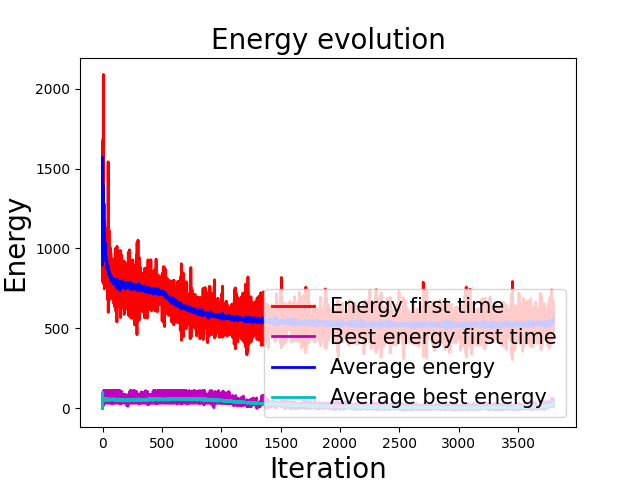 Energy evolution
Energy
2000
1500
1000
500
0
Energy first time
Best energy first time
Average energy
Average best energy
0 500 1000 1500 2000 2500 3000 3500
Iteration